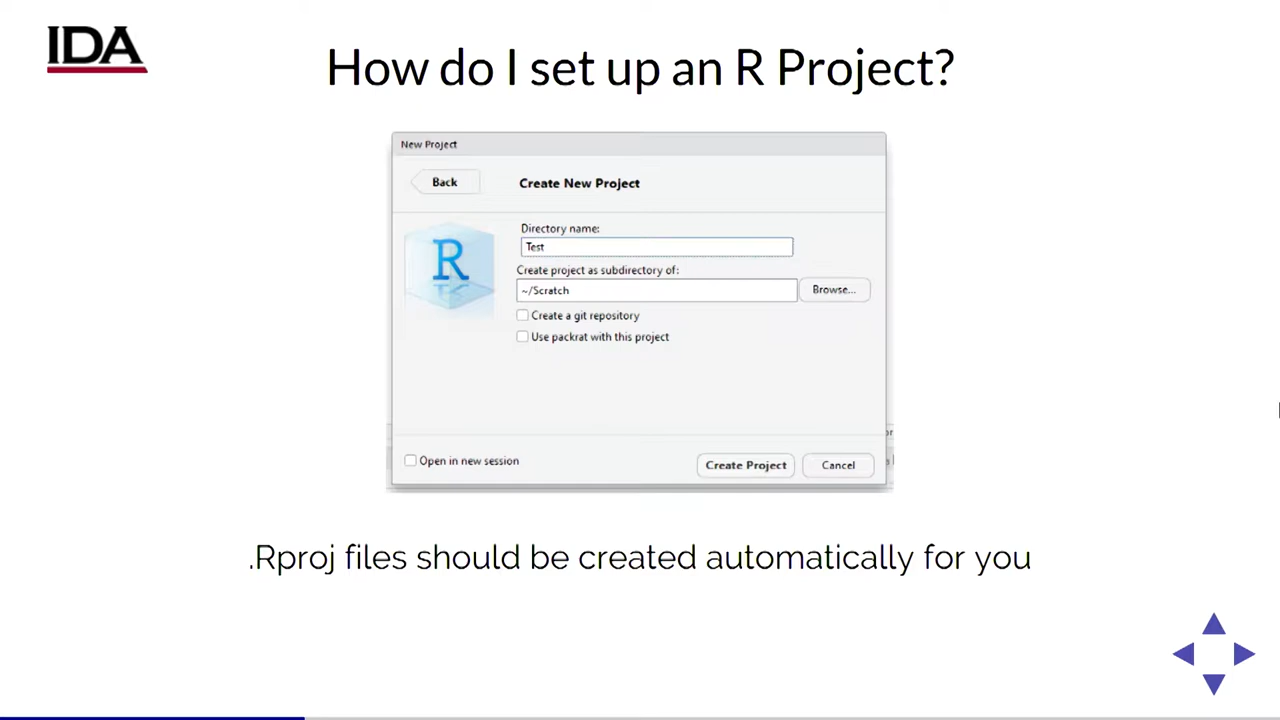 IDA
How do I set up an R Project?
New Project
Back
Create New Project
Directory name:
Test
R
Create project as subdirectory of:
~/Scratch
Browse...
Create a git repository
Use packrat with this project
or
Open in new session
Create Project
Cancel
.Rproj files should be created automatically for you